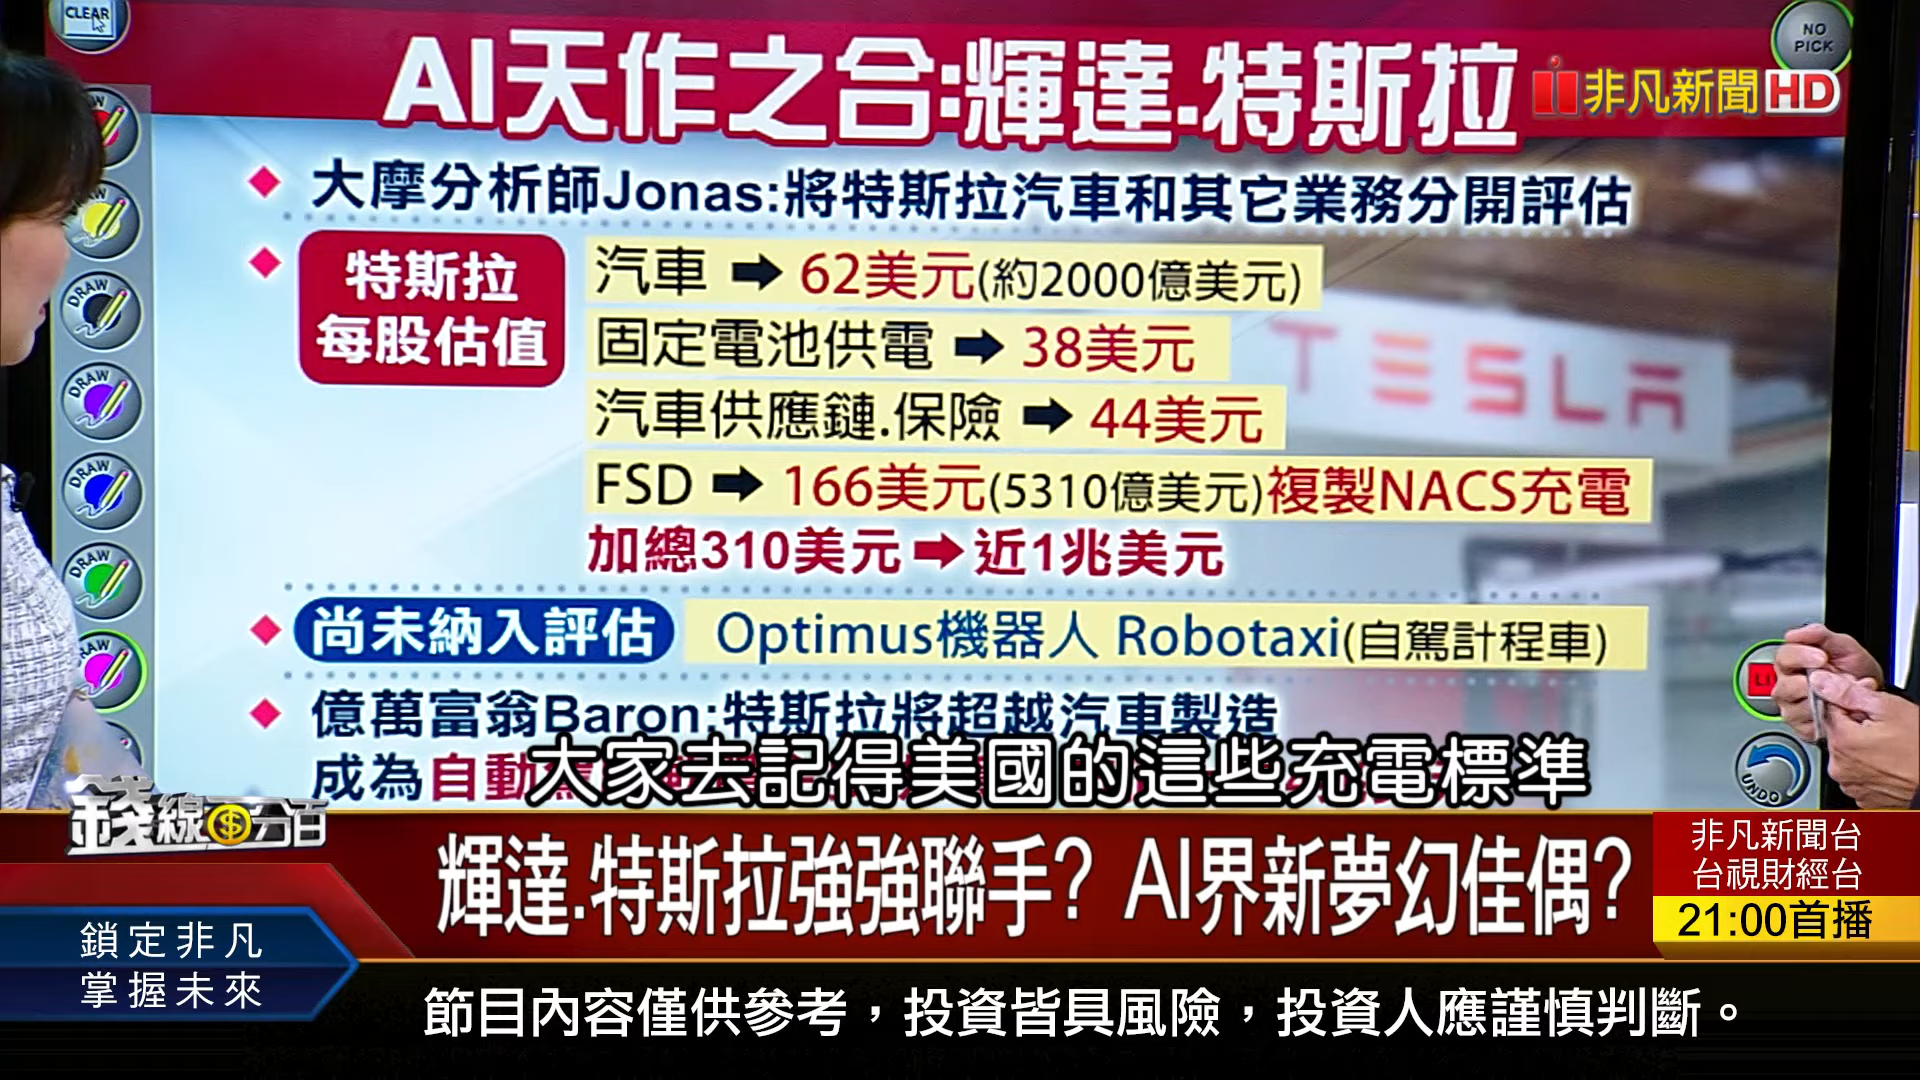 CLEAR
NO
PICK
AI天作之合:輝達.特斯拉
非凡新聞HD
大摩分析師Jonas:將特斯拉汽車和其它業務分開評估
特斯拉
每股估值
汽車➡62美元(約2000億美元)
固定電池供電➡38美元
汽車供應鏈.保險➡44美元
FSD➡166美元(5310億美元)複製NACS充電
加總310美元➡近1兆美元
尚未納入評估
Optimus機器人 Robotaxi(自駕計程車)
億萬富翁Baron:特斯拉將超越汽車製造
成為自動
TESLA
DRAW
DRAW
DRAW
DRAW
UNDO
大家去記得美國的這些充電標準
錢線百分百
輝達.特斯拉強強聯手? AI界新夢幻佳偶?
非凡新聞台
台視財經台
21:00首播
鎖定非凡
掌握未來
節目內容僅供參考，投資皆具風險，投資人應謹慎判斷。